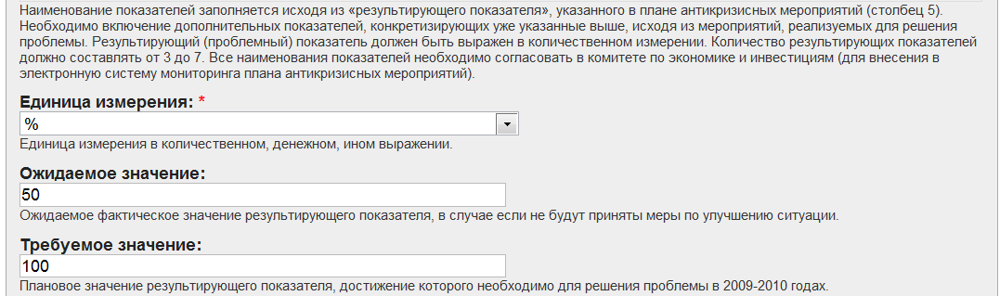 Наименование показателей заполняется исходя из «результирующего показателя», указанного в плане антикризисных мероприятий (столбец 5).
Необходимо включение дополнительных показателей, конкретизирующих уже указанные выше, исходя из мероприятий, реализуемых для решения
проблемы. Результирующий (проблемный) показатель должен быть выражен в количественном измерении. Количество результирующих показателей
должно составлять от 3 до 7. Все наименования показателей необходимо согласовать в комитете по экономике и инвестициям (для внесения в
электронную систему мониторинга плана антикризисных мероприятий).
Единица измерения: *
%
Единица измерения в количественном, денежном, ином выражении.
Ожидаемое значение:
50
Ожидаемое фактическое значение результирующего показателя, в случае если не будут приняты меры по улучшению ситуации.
Требуемое значение:
100
Плановое значение результирующего показателя, достижение которого необходимо для решения проблемы в 2009-2010 годах.